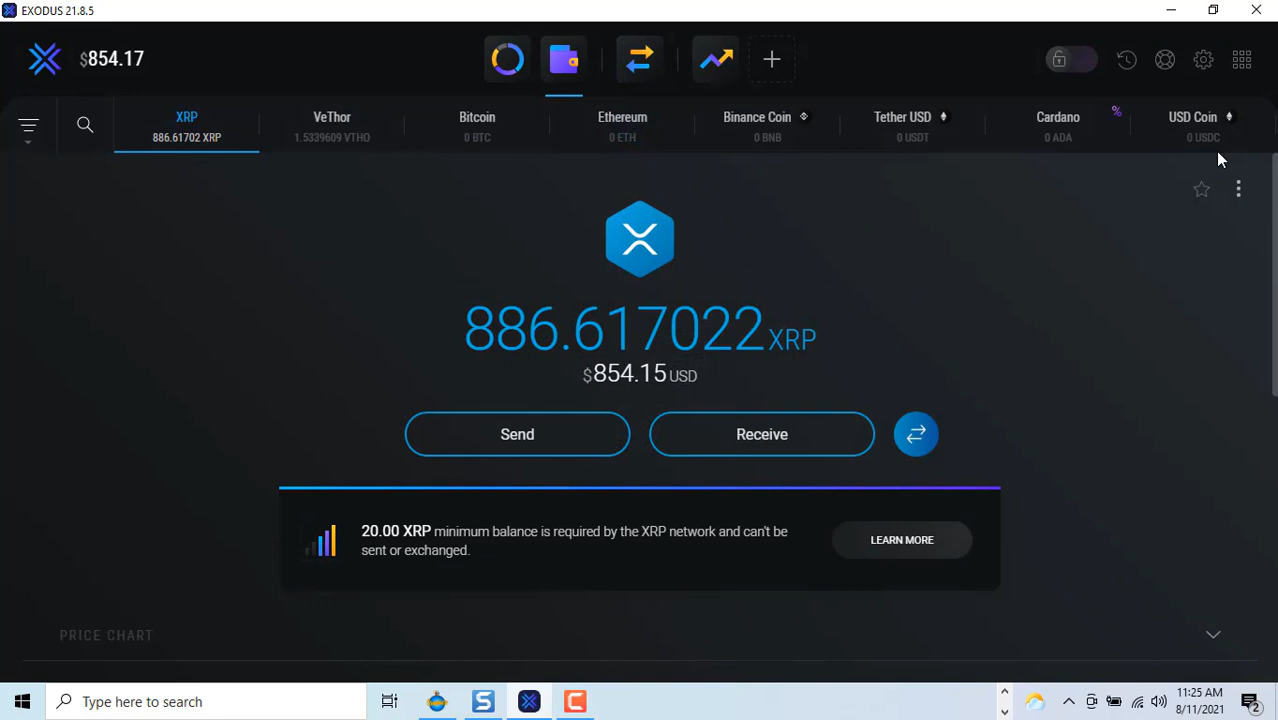 EXODUS 21.8.5
$854.17
XRP
886.61702 XRP
VeThor
1.5339609 VTHO
Bitcoin
0 BTC
Ethereum
0 ETH
Binance Coin
0 BNB
Tether USD
0 USDT
Cardano
0 ADA
%
USD Coin
0 USDC
886.617022 XRP
$854.15 USD
Send
Receive
20.00 XRP minimum balance is required by the XRP network and can't be
sent or exchanged.
LEARN MORE
PRICE CHART
Type here to search
11:25 AM
8/11/2021
2